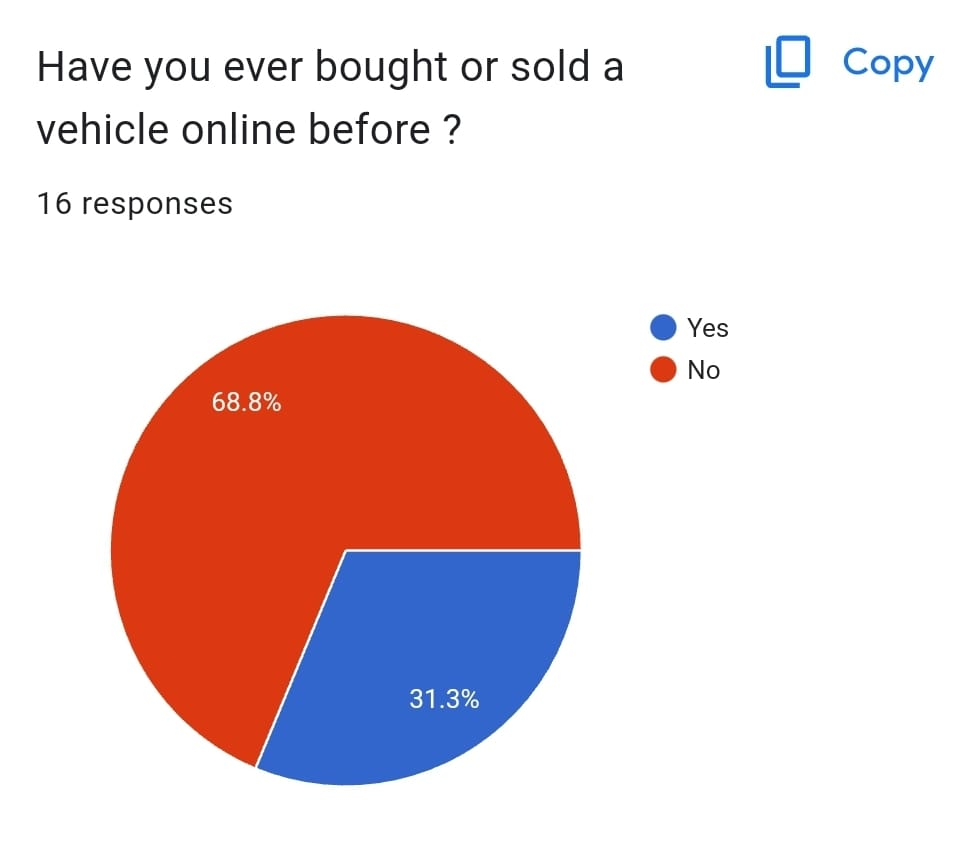 Have you ever bought or sold a
vehicle online before ?
Copy
16 responses
Yes
No
68.8%
31.3%